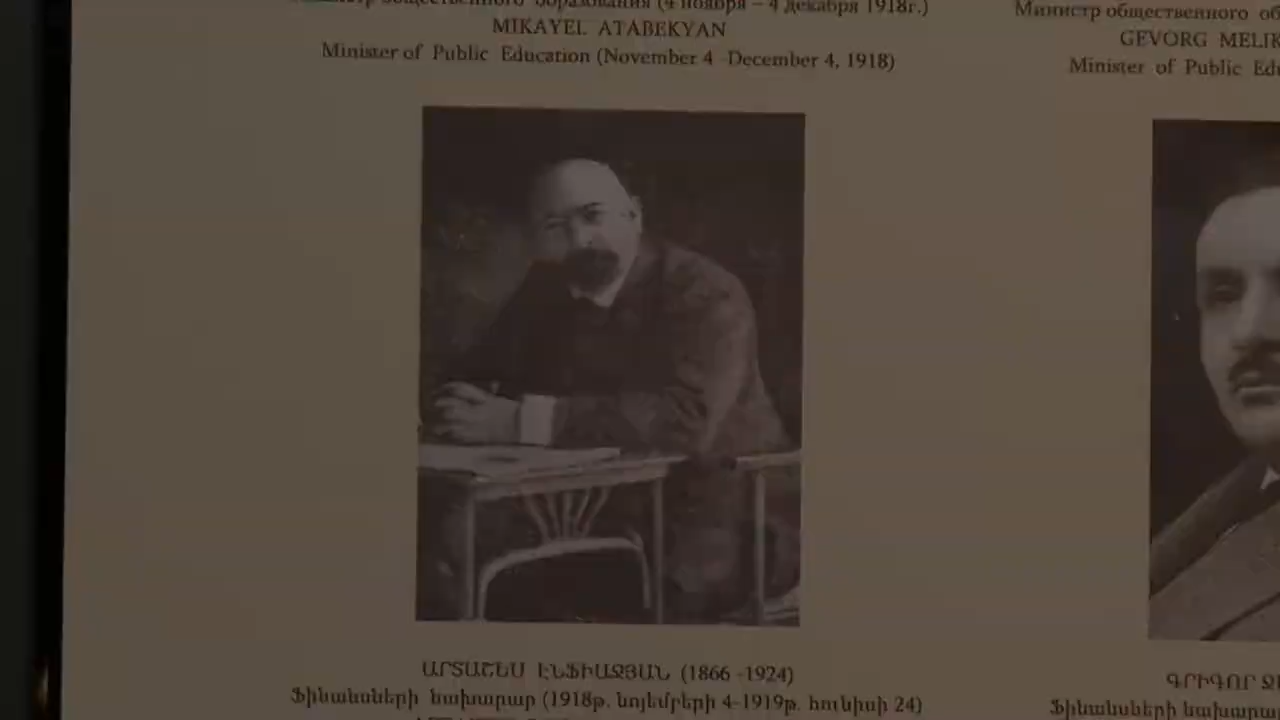 общественного образования (4 ноября – 4 декабря 1918г.)
MIKAYEL ATABEKYAN
Minister of Public Education (November 4 -December 4, 1918)
Министр общественного об
GEVORG MELIK
Minister of Public Edu
ԱՐՏԱՇԵՍ ԷՆՖԻԱՋՅԱՆ (1866 -1924)
Ֆինանսների նախարար (1918թ. նոյեմբերի 4-1919թ. հունիսի 24)
ԳՐԻԳՈՐ Ջ
Ֆինանսների նախարար